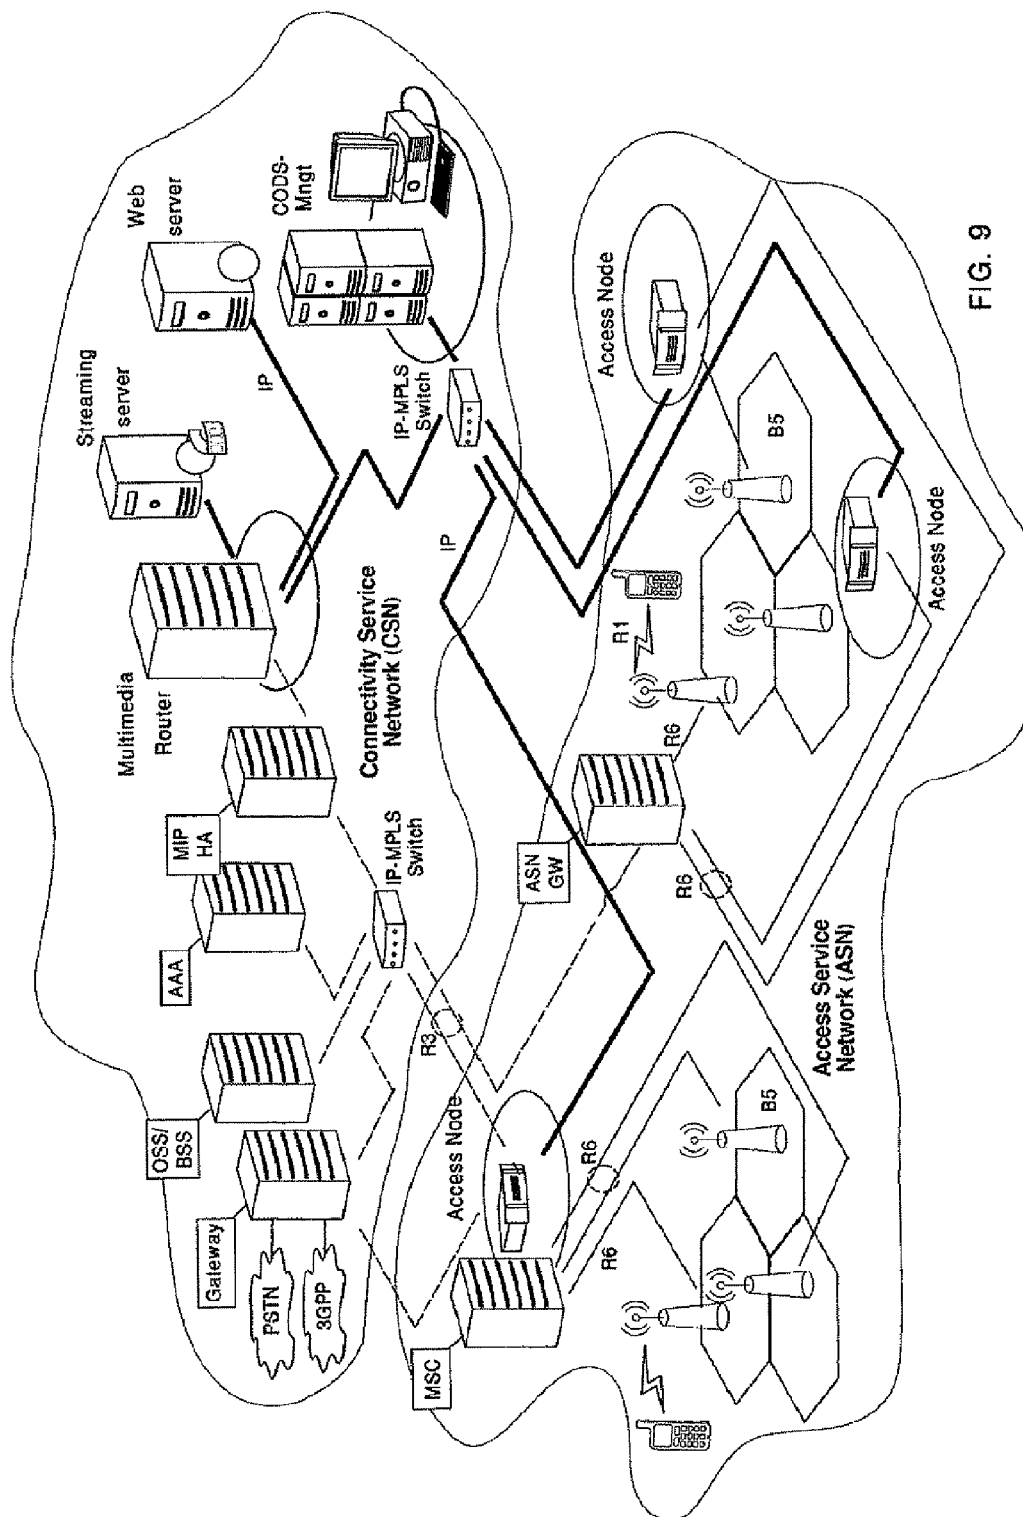 Streaming
server
Web
server
IP
CODS-
Mngt
Multimedia
Router
MIP
HA
AAA
OSS/
BSS
Gateway
PSTN
3GPP
Connectivity Service
Network (CSN)
IP-MPLS
Switch
IP-MPLS
Switch
IP
R3
Access Node
MSC
R6
R6
B5
ASN
GW
R6
R6
R1
B5
Access Node
Access Node
Access Service
Network (ASN)
FIG. 9